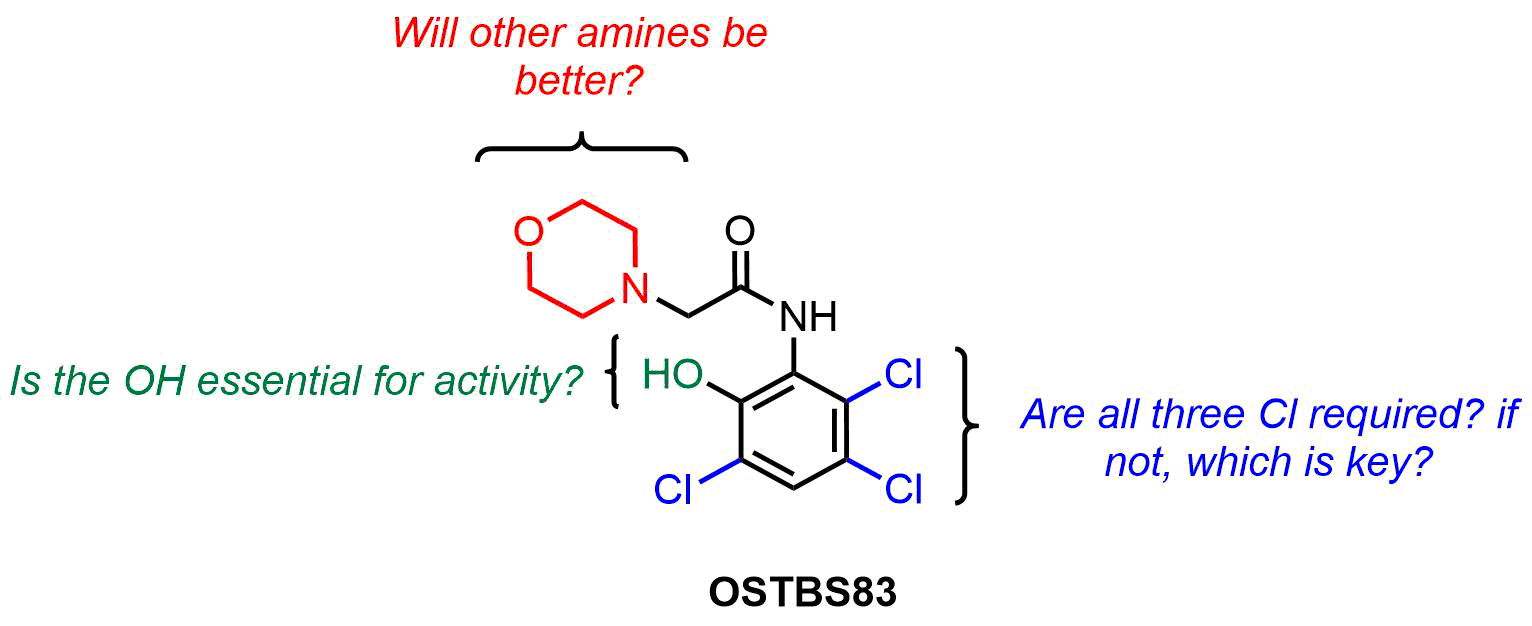 Will other amines be
better?
O
O
N
NH
Is the OH essential for activity?
HO
Cl
Are all three Cl required? if
not, which is key?
Cl
Cl
OSTBS83